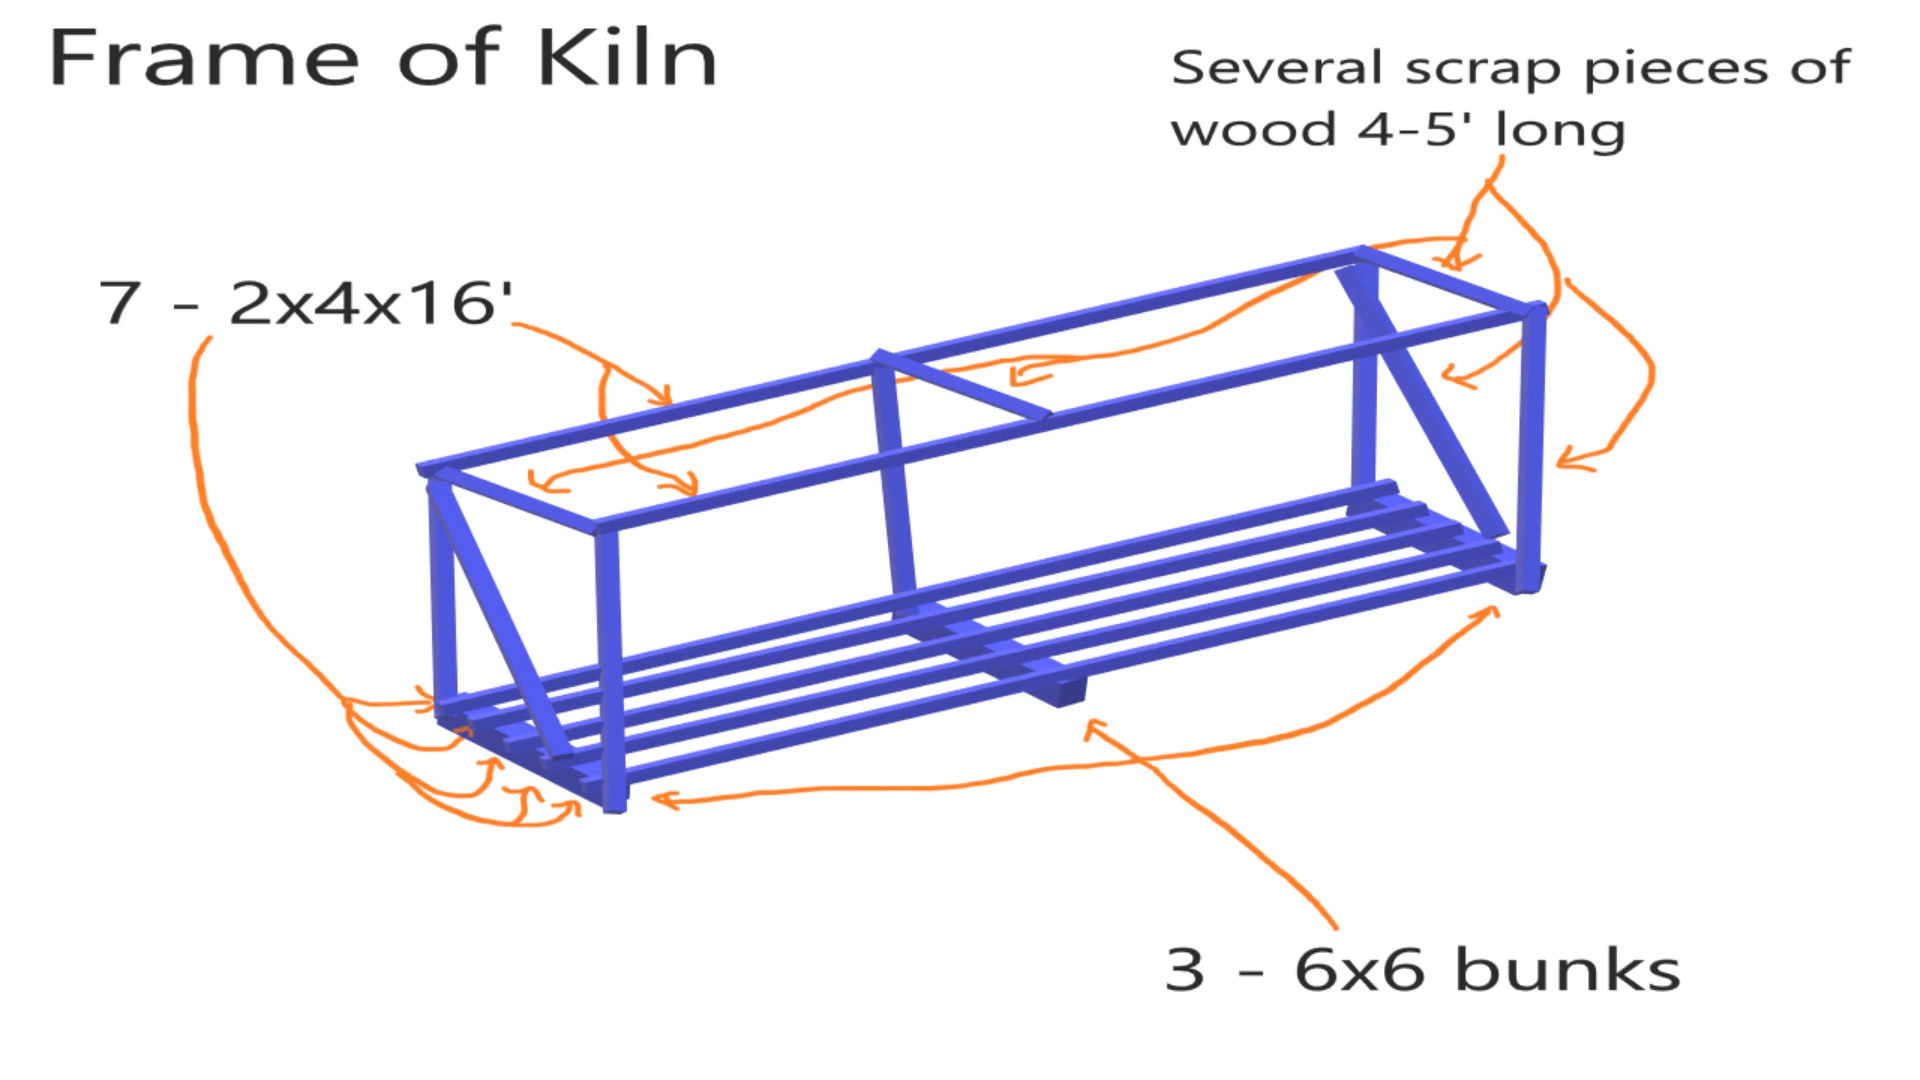 Frame of Kiln
Several scrap pieces of
wood 4-5' long
7 - 2x4x16'
3 - 6x6 bunks